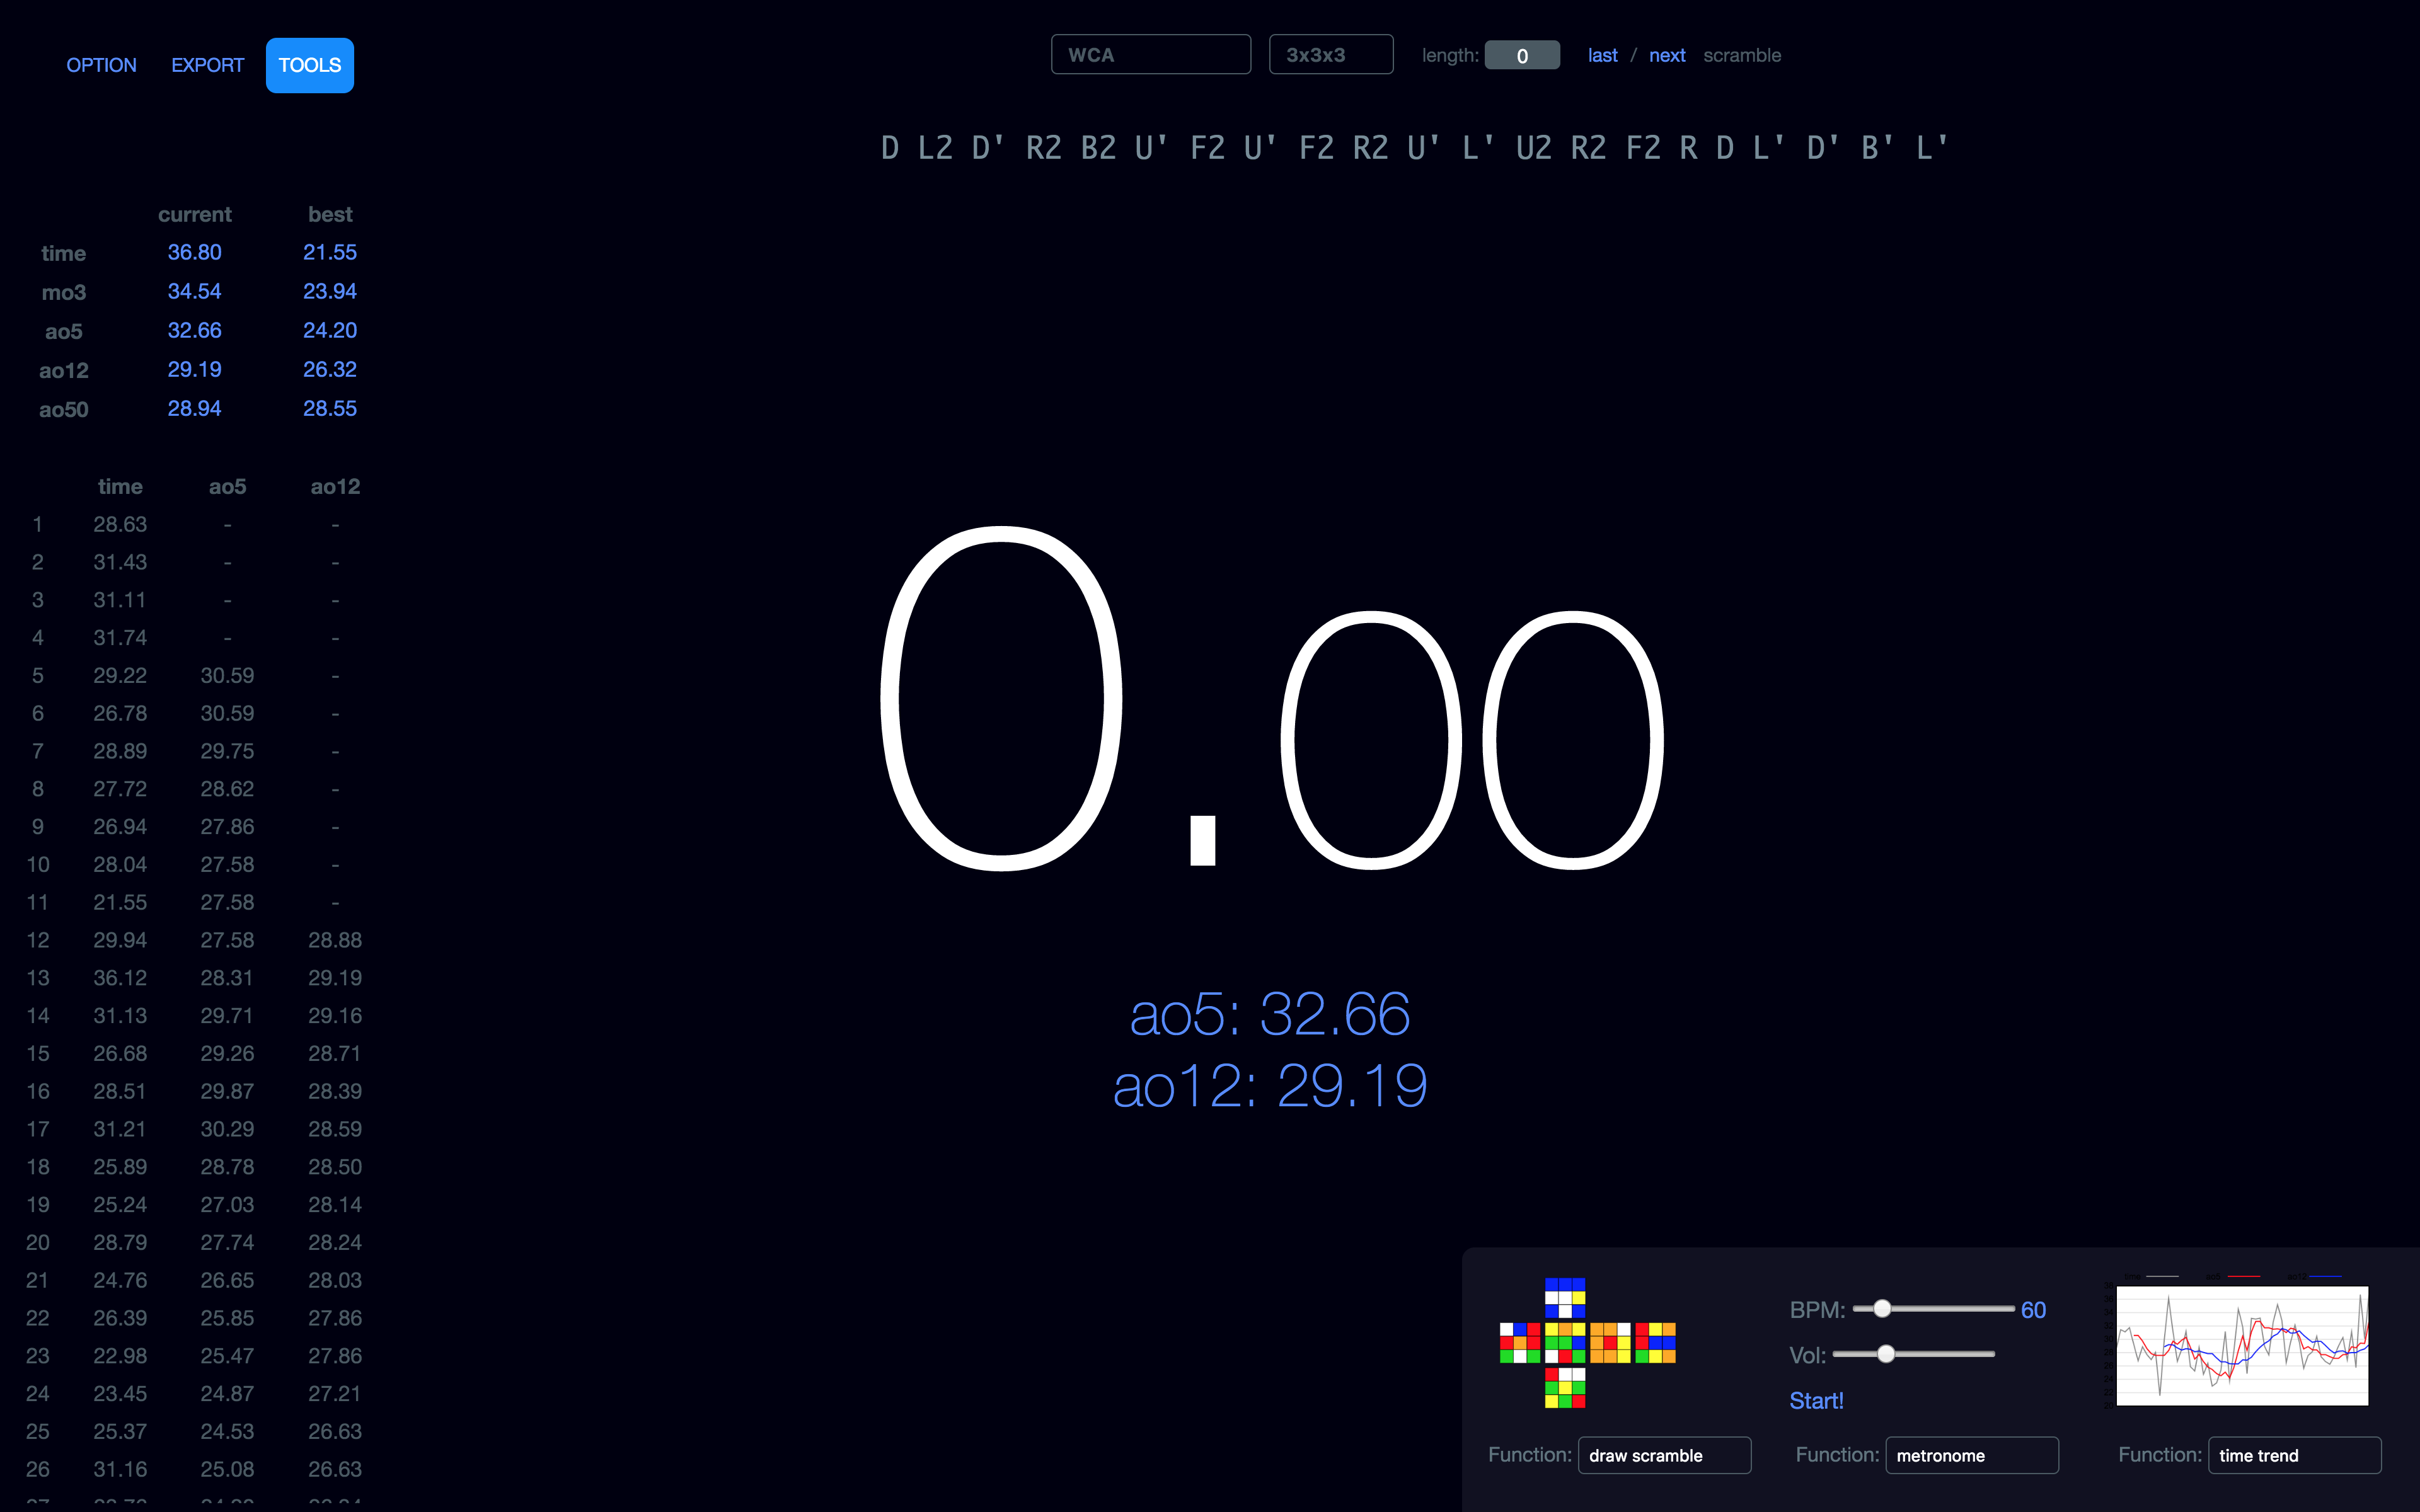 OPTION EXPORT TOOLS
WCA 3x3x3 length: 0 last / next scramble
D L2 D' R2 B2 U' F2 U' F2 R2 U' L' U2 R2 F2 R D L' D' B' L'
current best
time 36.80 21.55
mo3 34.54 23.94
ao5 32.66 24.20
ao12 29.19 26.32
ao50 28.94 28.55
time ao5 ao12
1 28.63 - -
2 31.43 - -
3 31.11 - -
4 31.74 - -
5 29.22 30.59 -
6 26.78 30.59 -
7 28.89 29.75 -
8 27.72 28.62 -
9 26.94 27.86 -
10 28.04 27.58 -
11 21.55 27.58 -
12 29.94 27.58 28.88
13 36.12 28.31 29.19
14 31.13 29.71 29.16
15 26.68 29.26 28.71
16 28.51 29.87 28.39
17 31.21 30.29 28.59
18 25.89 28.78 28.50
19 25.24 27.03 28.14
20 28.79 27.74 28.24
21 24.76 26.65 28.03
22 26.39 25.85 27.86
23 22.98 25.47 27.86
24 23.45 24.87 27.21
25 25.37 24.53 26.63
26 31.16 25.08 26.63
0.00
ao5: 32.66
ao12: 29.19
BPM: 60
Vol:
Start!
Function: draw scramble
Function: metronome
Function: time trend